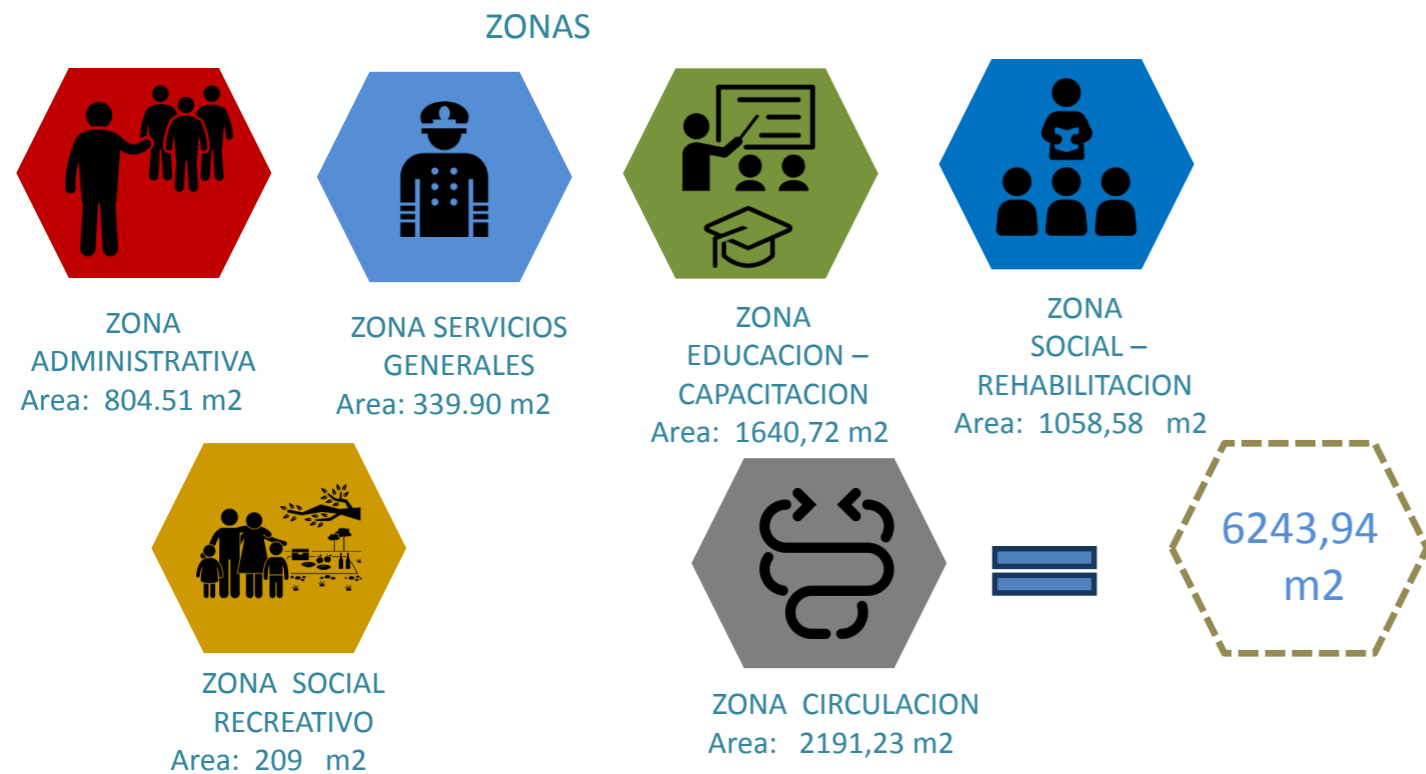 ZONAS
ZONA
ADMINISTRATIVA
Area: 804.51 m2
ZONA SERVICIOS
GENERALES
Area: 339.90 m2
ZONA
EDUCACION –
CAPACITACION
Area: 1640,72 m2
ZONA
SOCIAL –
REHABILITACION
Area: 1058,58 m2
ZONA SOCIAL
RECREATIVO
Area: 209 m2
ZONA CIRCULACION
Area: 2191,23 m2
6243,94
m2